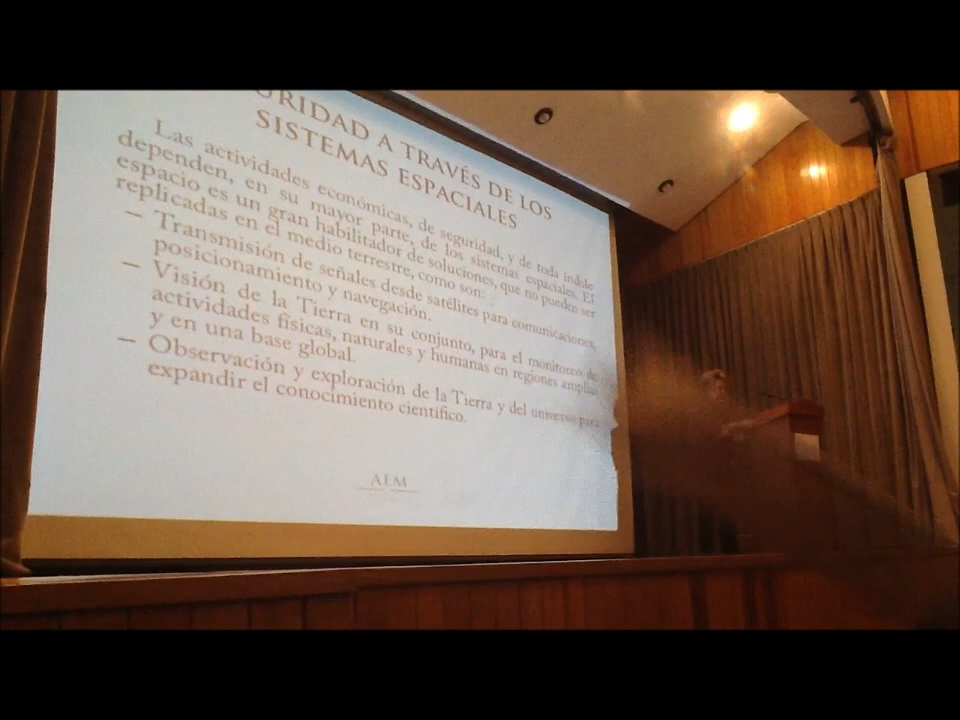 GRIDAD A TRAVÉS DE LOS
SISTEMAS ESPACIALES
Las actividades económicas, de seguridad, y de toda índole
dependen, en su mayor parte, de los sistemas espaciales. El
espacio es un gran habilitador de soluciones, que no pueden ser
replicadas en el medio terrestre, como son:
– Transmisión de señales desde satélites para comunicaciones,
posicionamiento y navegación.
– Visión de la Tierra en su conjunto, para el monitoreo de
actividades físicas, naturales y humanas en regiones amplias
y en una base global.
– Observación y exploración de la Tierra y del universo para
expandir el conocimiento científico.
AEM